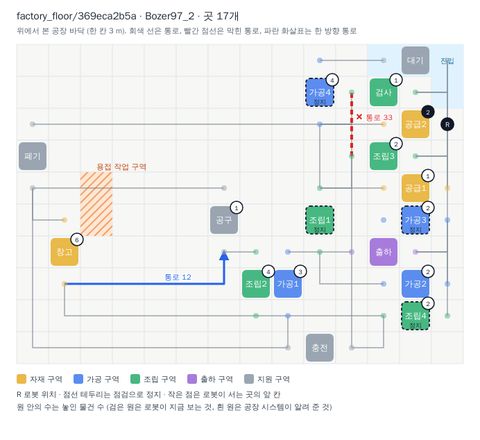 factory_floor/369eca2b5a · Bozer97_2 · 곳 17개
위에서 본 공장 바닥 (한 칸 3 m). 회색 선은 통로, 빨간 점선은 막힌 통로, 파란 화살표는 한 방향 통로
대기
진입
4
가공4
정지
1
검사
2
공급2
R
통로 33
2
조립3
폐기
용접 작업 구역
1
공급1
1
공구
조립1
정지
2
가공3
정지
6
창고
출하
통로 12
4
조립2
3
가공1
2
가공2
2
조립4
정지
충전
자재 구역
가공 구역
조립 구역
출하 구역
지원 구역
R 로봇 위치 · 점선 테두리는 점검으로 정지 · 작은 점은 로봇이 서는 곳의 앞 칸
원 안의 수는 놓인 물건 수 (검은 원은 로봇이 지금 보는 것, 흰 원은 공장 시스템이 알려 준 것)